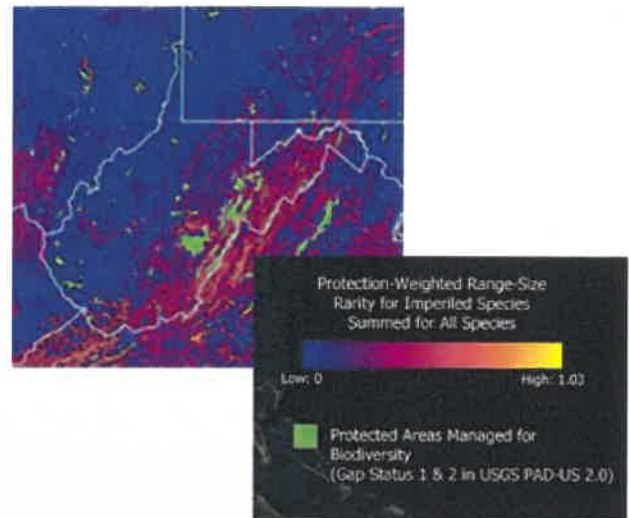 Protection-Weighted Range-Size
Rarity for Imperiled Species
Summed for All Species
Low: 0
High: 1.03
Protected Areas Managed for
Biodiversity
(Gap Status 1 & 2 in USGS PAD-US 2.0)